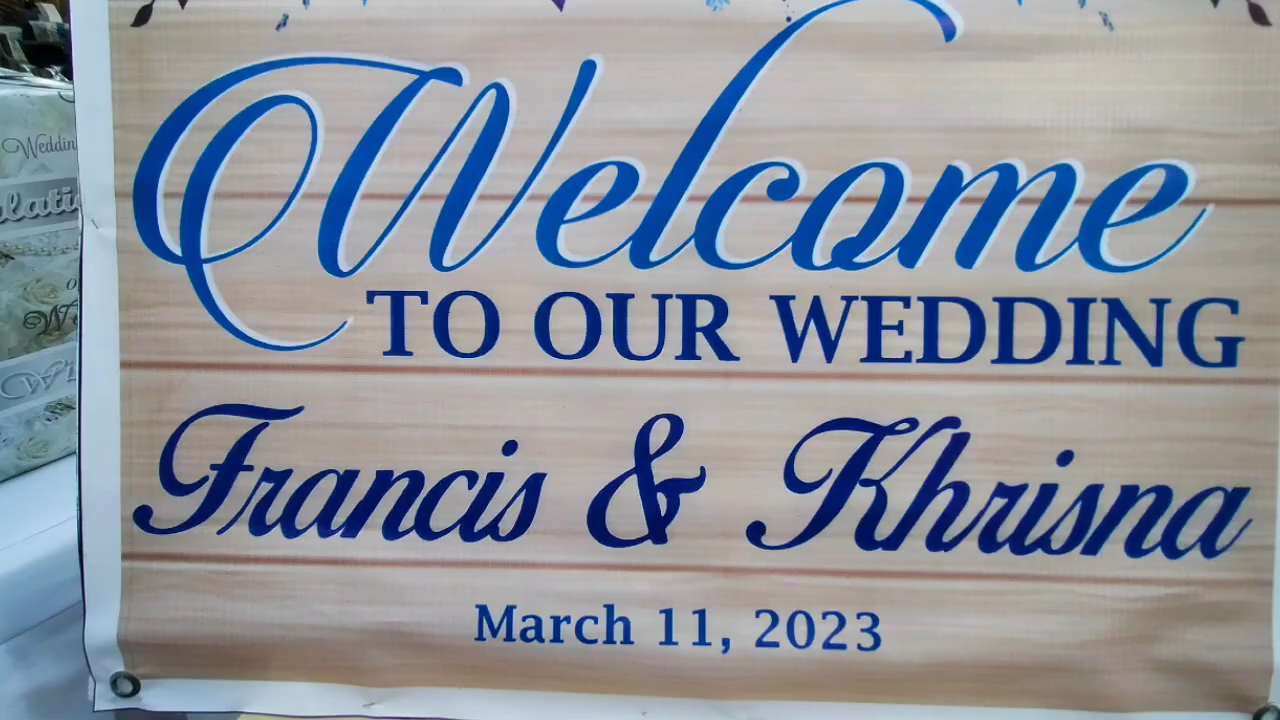 Welcome
TO OUR WEDDING
Francis & Khrisna
March 11, 2023